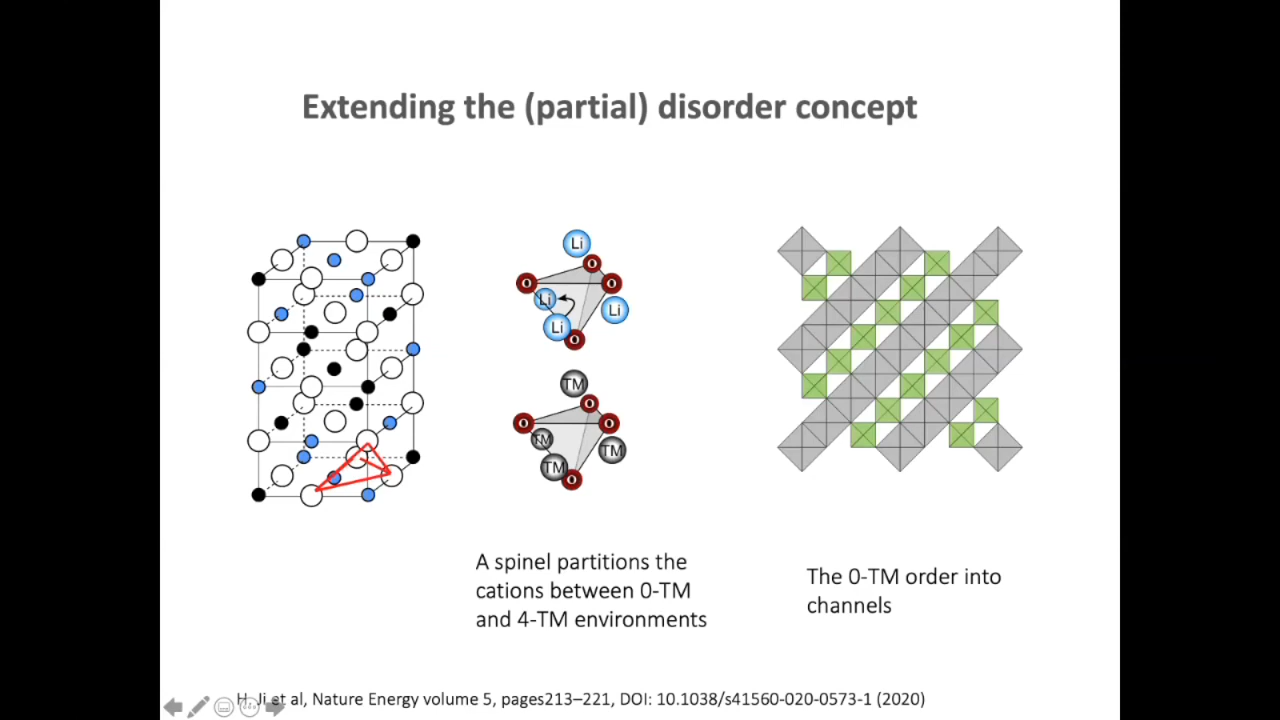 Extending the (partial) disorder concept
Li
O
O
O
Li
Li
Li
O
TM
O
O
O
TM
TM
TM
O
A spinel partitions the
cations between 0-TM
and 4-TM environments
The 0-TM order into
channels
H. Ji et al, Nature Energy volume 5, pages213–221, DOI: 10.1038/s41560-020-0573-1 (2020)